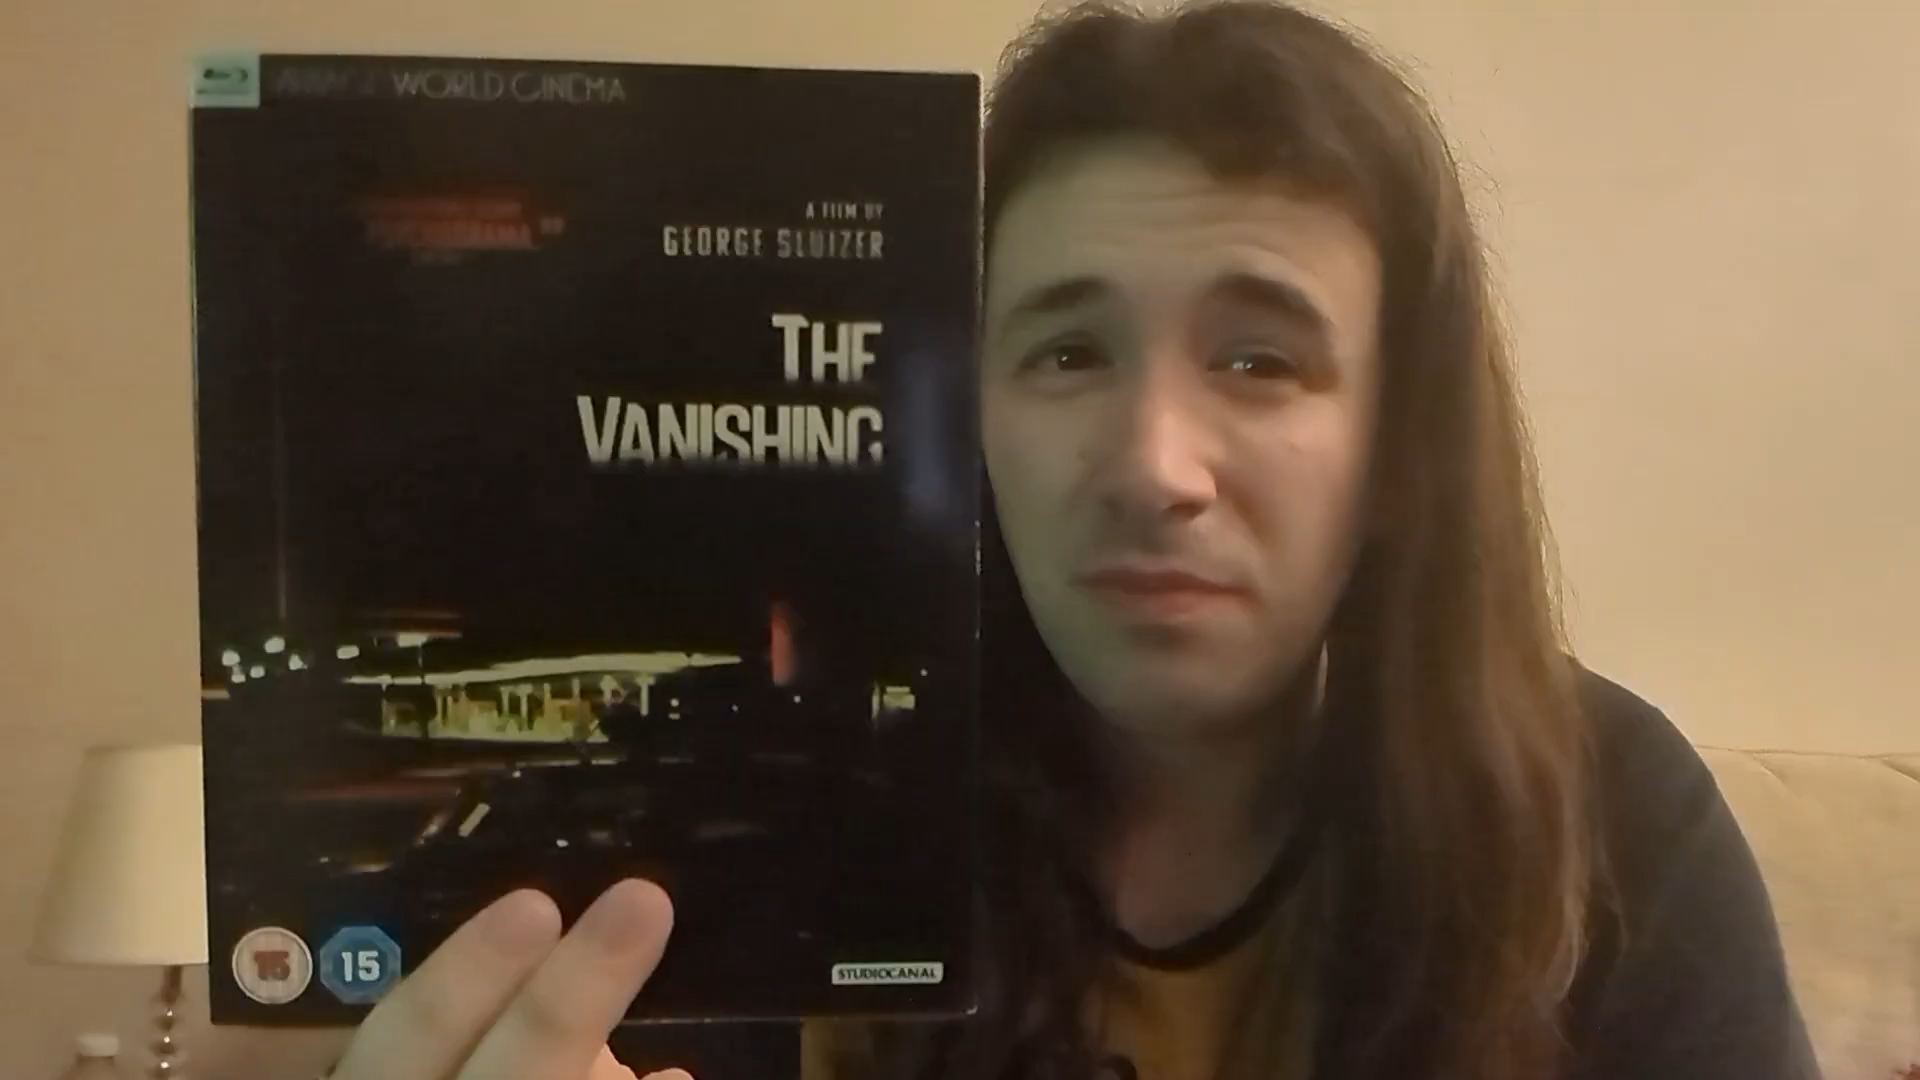 WORLD CINEMA
A FILM BY
GEORGE SLUIZER
THE
VANISHING
15
15
STUDIOCANAL